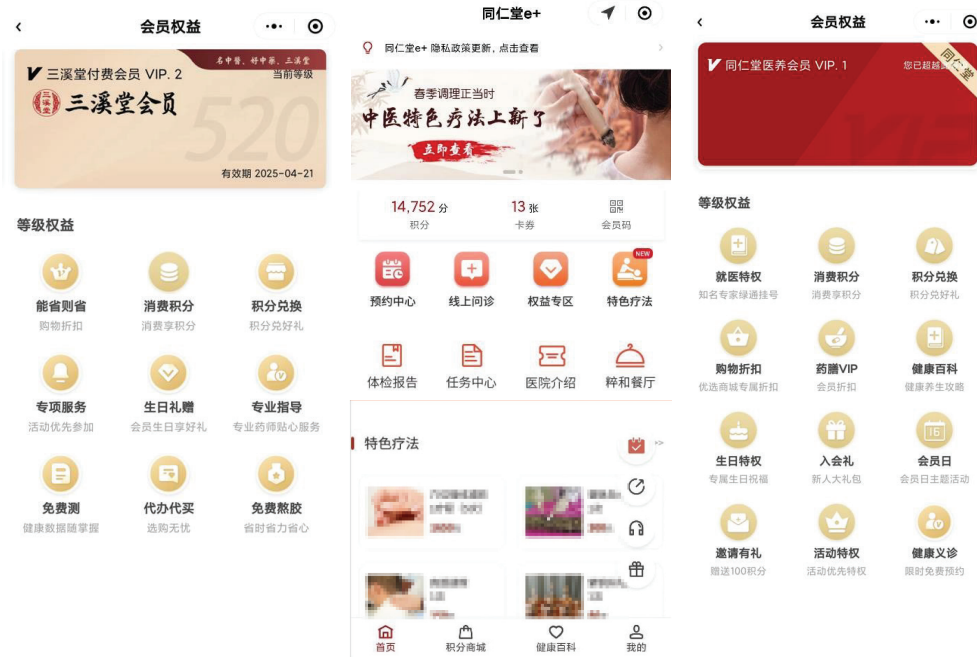 会员权益
三溪堂付费会员 VIP. 2
名中医、好中药、三溪堂
当前等级
三溪堂
三溪堂会员
520
有效期 2025-04-21
等级权益
能省则省
购物折扣
消费积分
消费享积分
积分兑换
积分兑好礼
专项服务
活动优先参加
生日礼赠
会员生日享好礼
专业指导
专业药师贴心服务
免费测
健康数据随掌握
代办代买
选购无忧
免费熬胶
省时省力省心
同仁堂e+
同仁堂e+ 隐私政策更新，点击查看
春季调理正当时
中医特色疗法上新了
立即查看
14,752 分
积分
13 张
卡券
会员码
预约中心
线上问诊
权益专区
NEW
特色疗法
体检报告
任务中心
医院介绍
粹和餐厅
特色疗法
首页
积分商城
健康百科
我的
会员权益
同仁堂医养会员 VIP. 1
您已超越
同仁堂
VIP
等级权益
就医特权
知名专家绿通挂号
消费积分
消费享积分
积分兑换
积分兑好礼
购物折扣
优选商城专属折扣
药膳VIP
会员折扣
健康百科
健康养生攻略
生日特权
专属生日祝福
入会礼
新人大礼包
16
会员日
会员日主题活动
邀请有礼
赠送100积分
活动特权
活动优先特权
健康义诊
限时免费预约